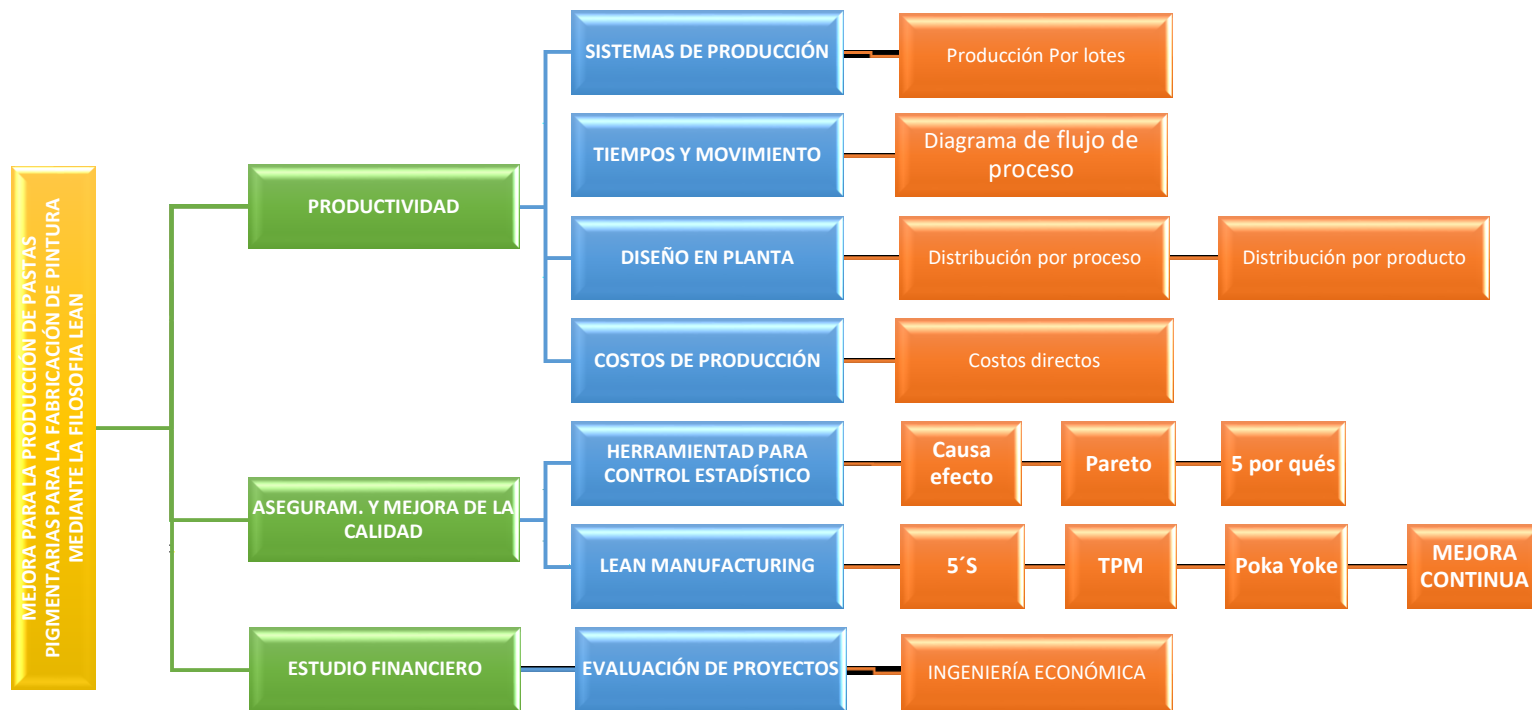 MEJORA PARA LA PRODUCCIÓN DE PASTAS
PIGMENTARIAS PARA LA FABRICACIÓN DE PINTURA
MEDIANTE LA FILOSOFIA LEAN
PRODUCTIVIDAD
SISTEMAS DE PRODUCCIÓN
Producción Por lotes
TIEMPOS Y MOVIMIENTO
Diagrama de flujo de
proceso
DISEÑO EN PLANTA
Distribución por proceso
Distribución por producto
COSTOS DE PRODUCCIÓN
Costos directos
ASEGURAM. Y MEJORA DE LA
CALIDAD
HERRAMIENTAD PARA
CONTROL ESTADÍSTICO
Causa
efecto
Pareto
5 por qués
LEAN MANUFACTURING
5´S
TPM
Poka Yoke
MEJORA
CONTINUA
ESTUDIO FINANCIERO
EVALUACIÓN DE PROYECTOS
INGENIERÍA ECONÓMICA